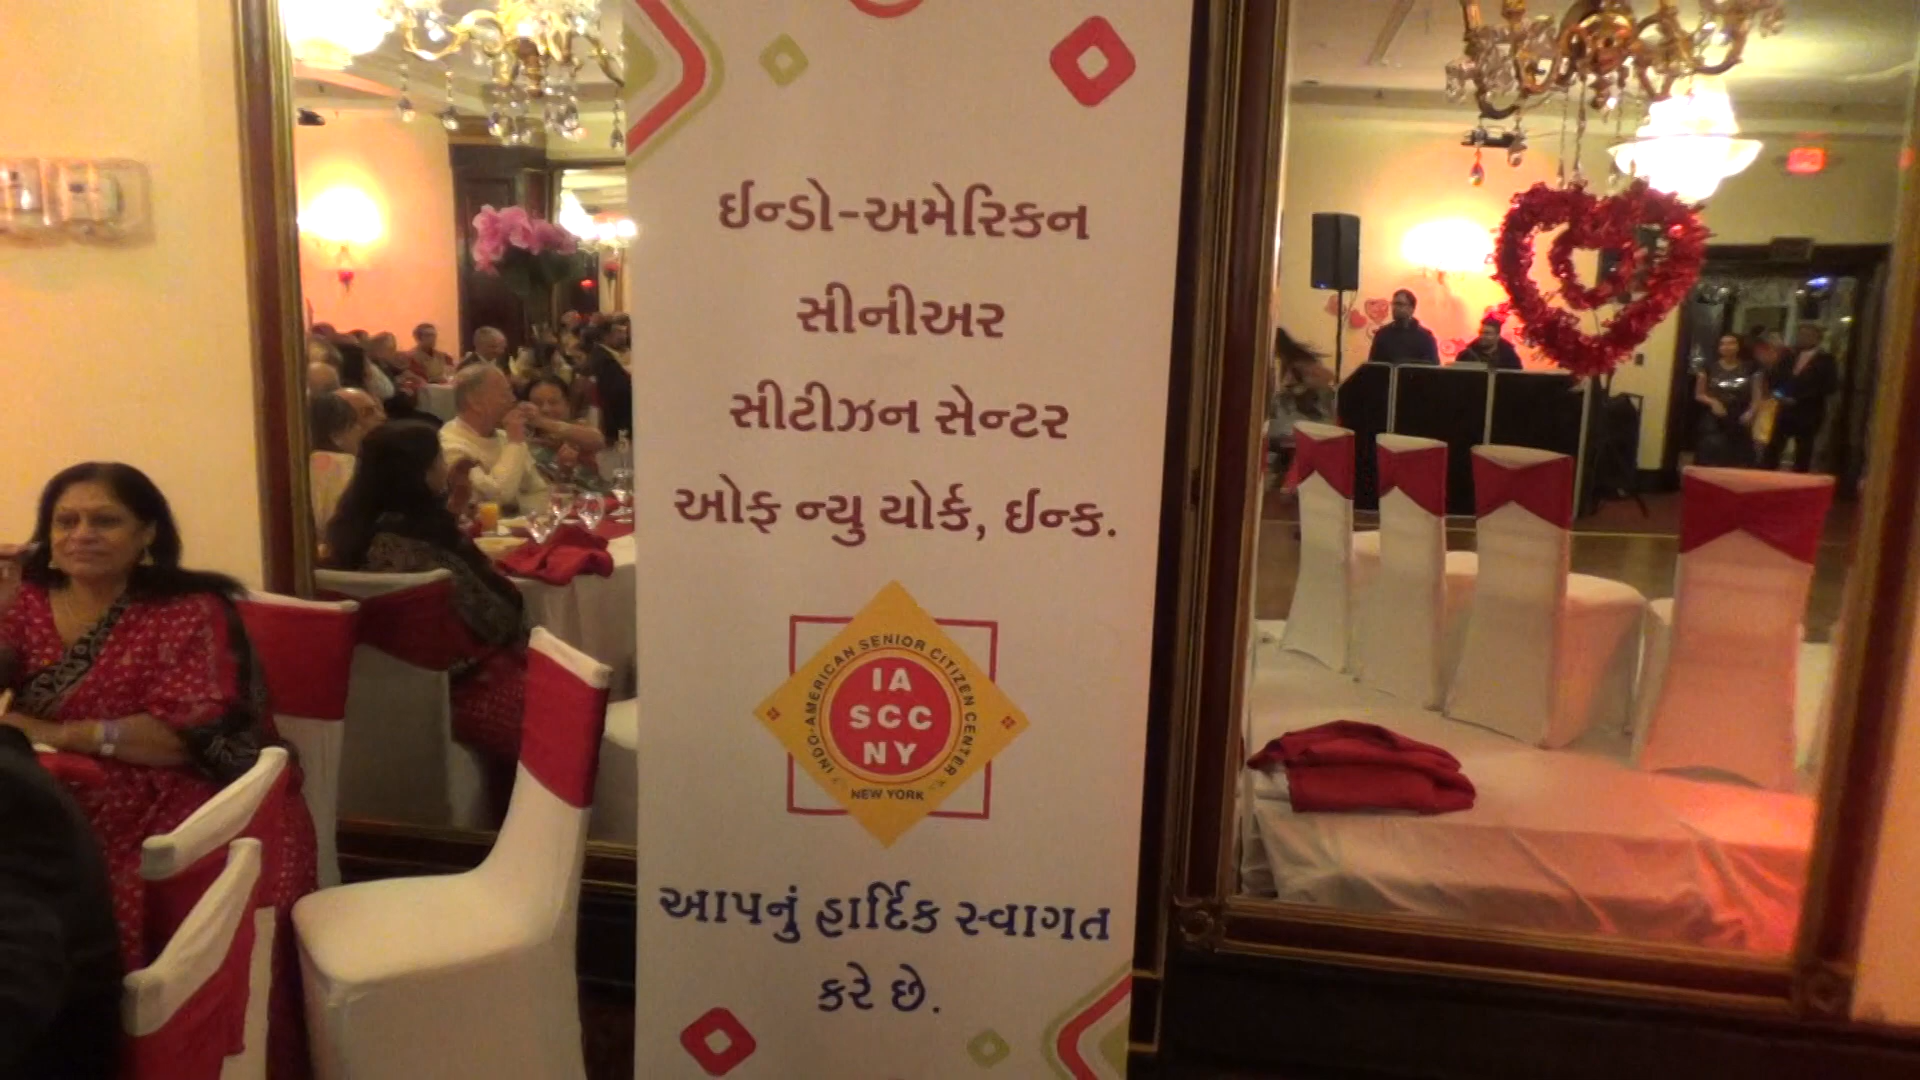 ઈન્ડો-અમેરિકન
સીનીઅર
સીટીઝન સેન્ટર
ઓફ ન્યુ યોર્ક, ઈન્ક.
INDO-AMERICAN SENIOR CITIZEN CENTER
IA
SCC
NY
NEW YORK
આપનું હાર્દિક સ્વાગત
કરે છે.